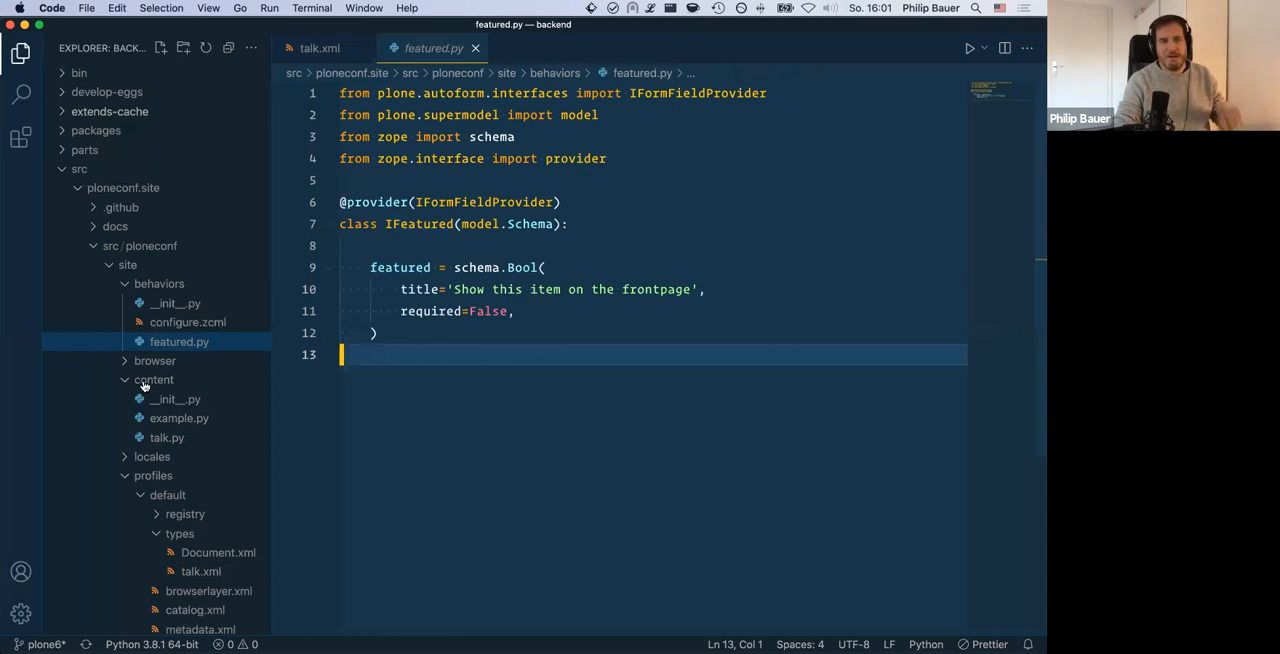 Code File Edit Selection View Go Run Terminal Window Help So. 16:01 Philip Bauer
featured.py — backend
EXPLORER: BACK...
bin
develop-eggs
extends-cache
packages
parts
src
ploneconf.site
.github
docs
src/ploneconf
site
behaviors
__init__.py
configure.zcml
featured.py
browser
content
__init__.py
example.py
talk.py
locales
profiles
default
registry
types
Document.xml
talk.xml
browserlayer.xml
catalog.xml
metadata.xml
talk.xml featured.py
src > ploneconf.site > src > ploneconf > site > behaviors > featured.py > ...
1 from plone.autoform.interfaces import IFormFieldProvider
2 from plone.supermodel import model
3 from zope import schema
4 from zope.interface import provider
5
6 @provider(IFormFieldProvider)
7 class IFeatured(model.Schema):
8
9 featured = schema.Bool(
10 title='Show this item on the frontpage',
11 required=False,
12 )
13
plone6* Python 3.8.1 64-bit 0 0 Ln 13, Col 1 Spaces: 4 UTF-8 LF Python Prettier
Philip Bauer